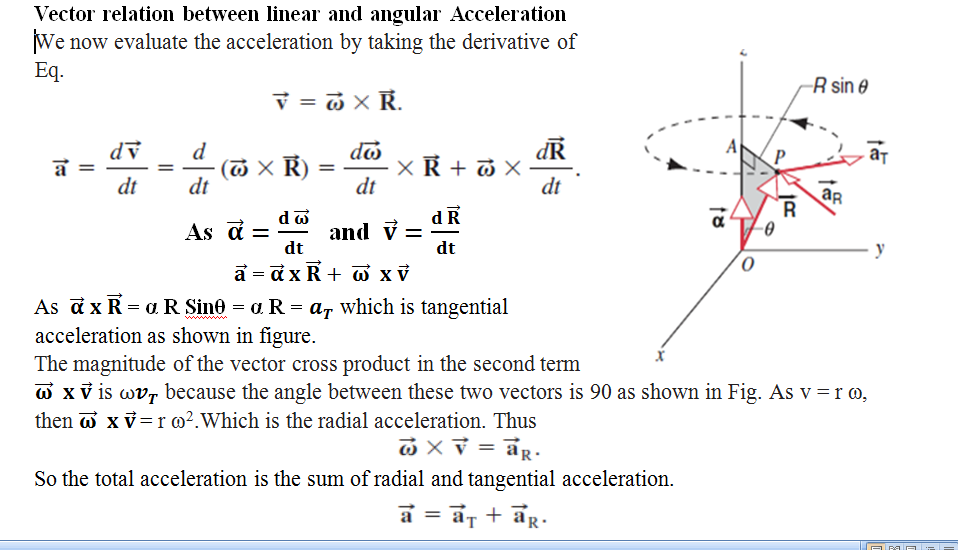 Vector relation between linear and angular Acceleration
We now evaluate the acceleration by taking the derivative of
Eq.
v⃗ = ω⃗ × R⃗.
a⃗ = dv⃗/dt = d/dt (ω⃗ × R⃗) = dω⃗/dt × R⃗ + ω⃗ × dR⃗/dt.
As α⃗ = dω⃗/dt and v⃗ = dR⃗/dt
a⃗ = α⃗ x R⃗ + ω⃗ x v⃗
As α⃗ x R⃗ = α R Sinθ = α R = a_T which is tangential
acceleration as shown in figure.
The magnitude of the vector cross product in the second term
ω⃗ x v⃗ is ωv_T because the angle between these two vectors is 90 as shown in Fig. As v = r ω,
then ω⃗ x v⃗ = r ω².Which is the radial acceleration. Thus
ω⃗ × v⃗ = a⃗_R.
So the total acceleration is the sum of radial and tangential acceleration.
a⃗ = a⃗_T + a⃗_R.
R sin θ
A
P
a⃗_T
a⃗_R
R⃗
α⃗
θ
y
O
x